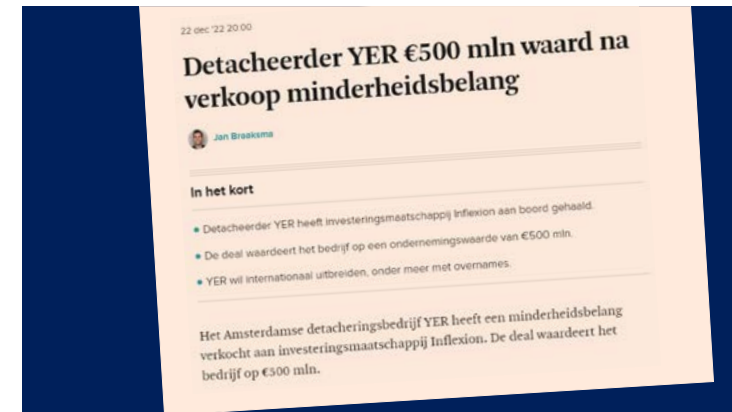 22 dec '22 20:00
Detacheerder YER €500 mln waard na
verkoop minderheidsbelang
Jan Braaksma
In het kort
• Detacheerder YER heeft investeringsmaatschappij Inflexion aan boord gehaald.
• De deal waardeert het bedrijf op een ondernemingswaarde van €500 mln.
• YER wil internationaal uitbreiden, onder meer met overnames.
Het Amsterdamse detacheringsbedrijf YER heeft een minderheidsbelang
verkocht aan investeringsmaatschappij Inflexion. De deal waardeert het
bedrijf op €500 mln.